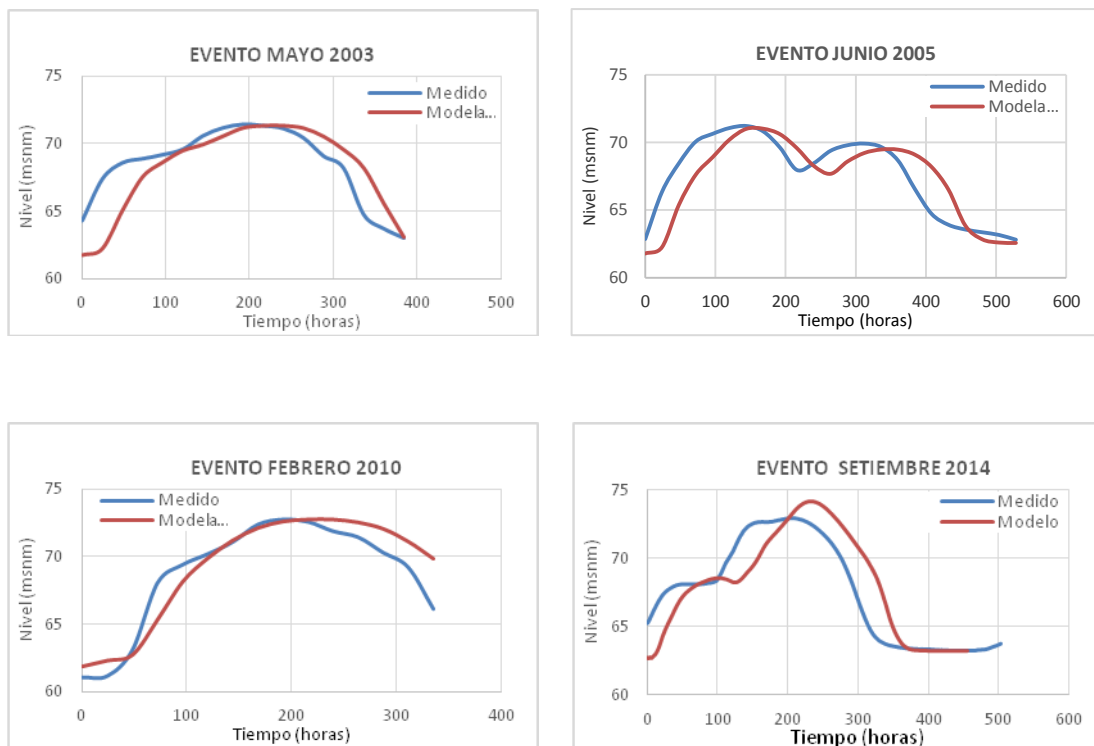 EVENTO MAYO 2003
75
70
65
60
Nivel (msnm)
Medido
Modela...
0 100 200 300 400 500
Tiempo (horas)
EVENTO JUNIO 2005
75
70
65
60
Nivel (msnm)
Medido
Modela...
0 100 200 300 400 500 600
Tiempo (horas)
EVENTO FEBRERO 2010
75
70
65
60
Nivel (msnm)
Medido
Modela...
0 100 200 300 400
Tiempo (horas)
EVENTO SETIEMBRE 2014
75
70
65
60
Nivel (msnm)
Medido
Modelo
0 100 200 300 400 500 600
Tiempo (horas)